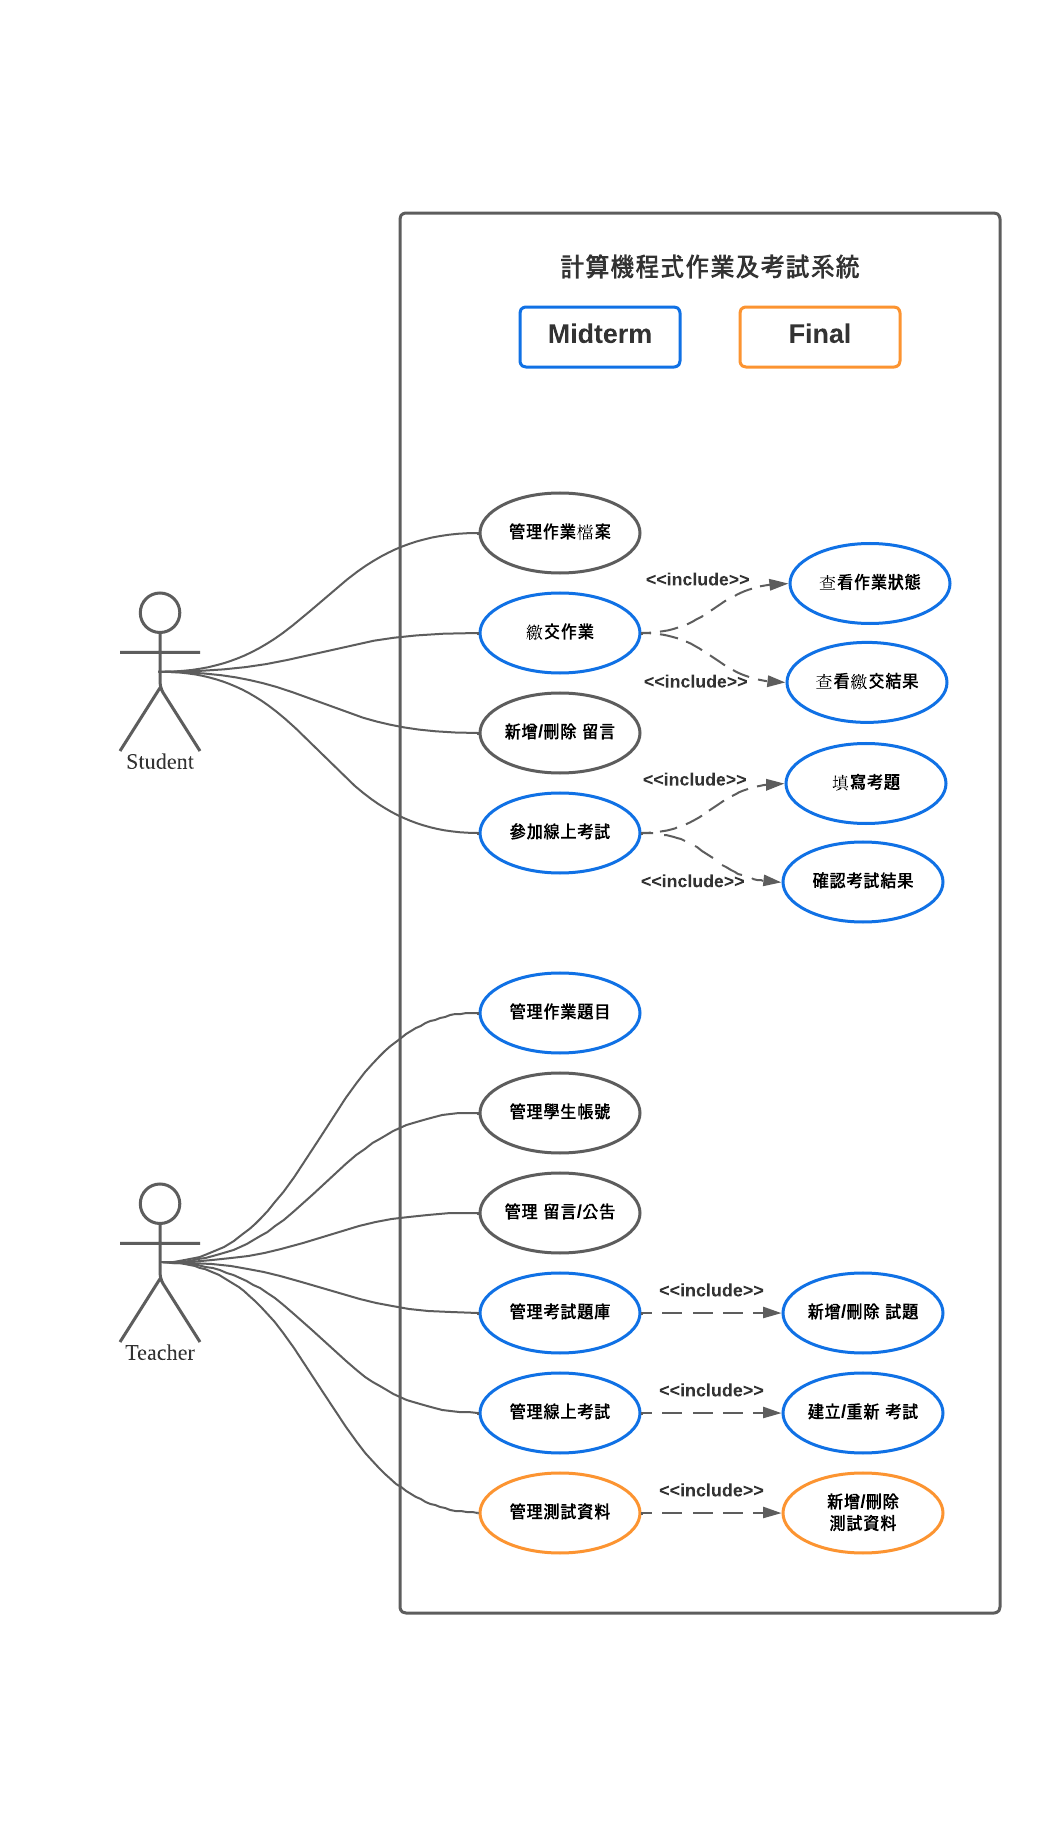 計算機程式作業及考試系統
Midterm
Final
管理作業檔案
<<include>>
查看作業狀態
繳交作業
<<include>>
查看繳交結果
新增/刪除 留言
Student
<<include>>
填寫考題
參加線上考試
<<include>>
確認考試結果
管理作業題目
管理學生帳號
管理 留言/公告
<<include>>
管理考試題庫
新增/刪除 試題
Teacher
<<include>>
管理線上考試
建立/重新 考試
<<include>>
管理測試資料
新增/刪除
測試資料